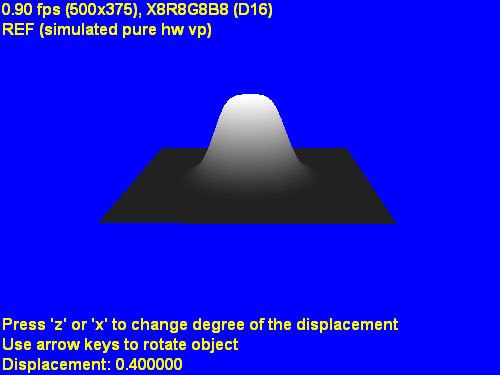 0.90 fps (500x375), X8R8G8B8 (D16)
REF (simulated pure hw vp)
Press 'z' or 'x' to change degree of the displacement
Use arrow keys to rotate object
Displacement: 0.400000